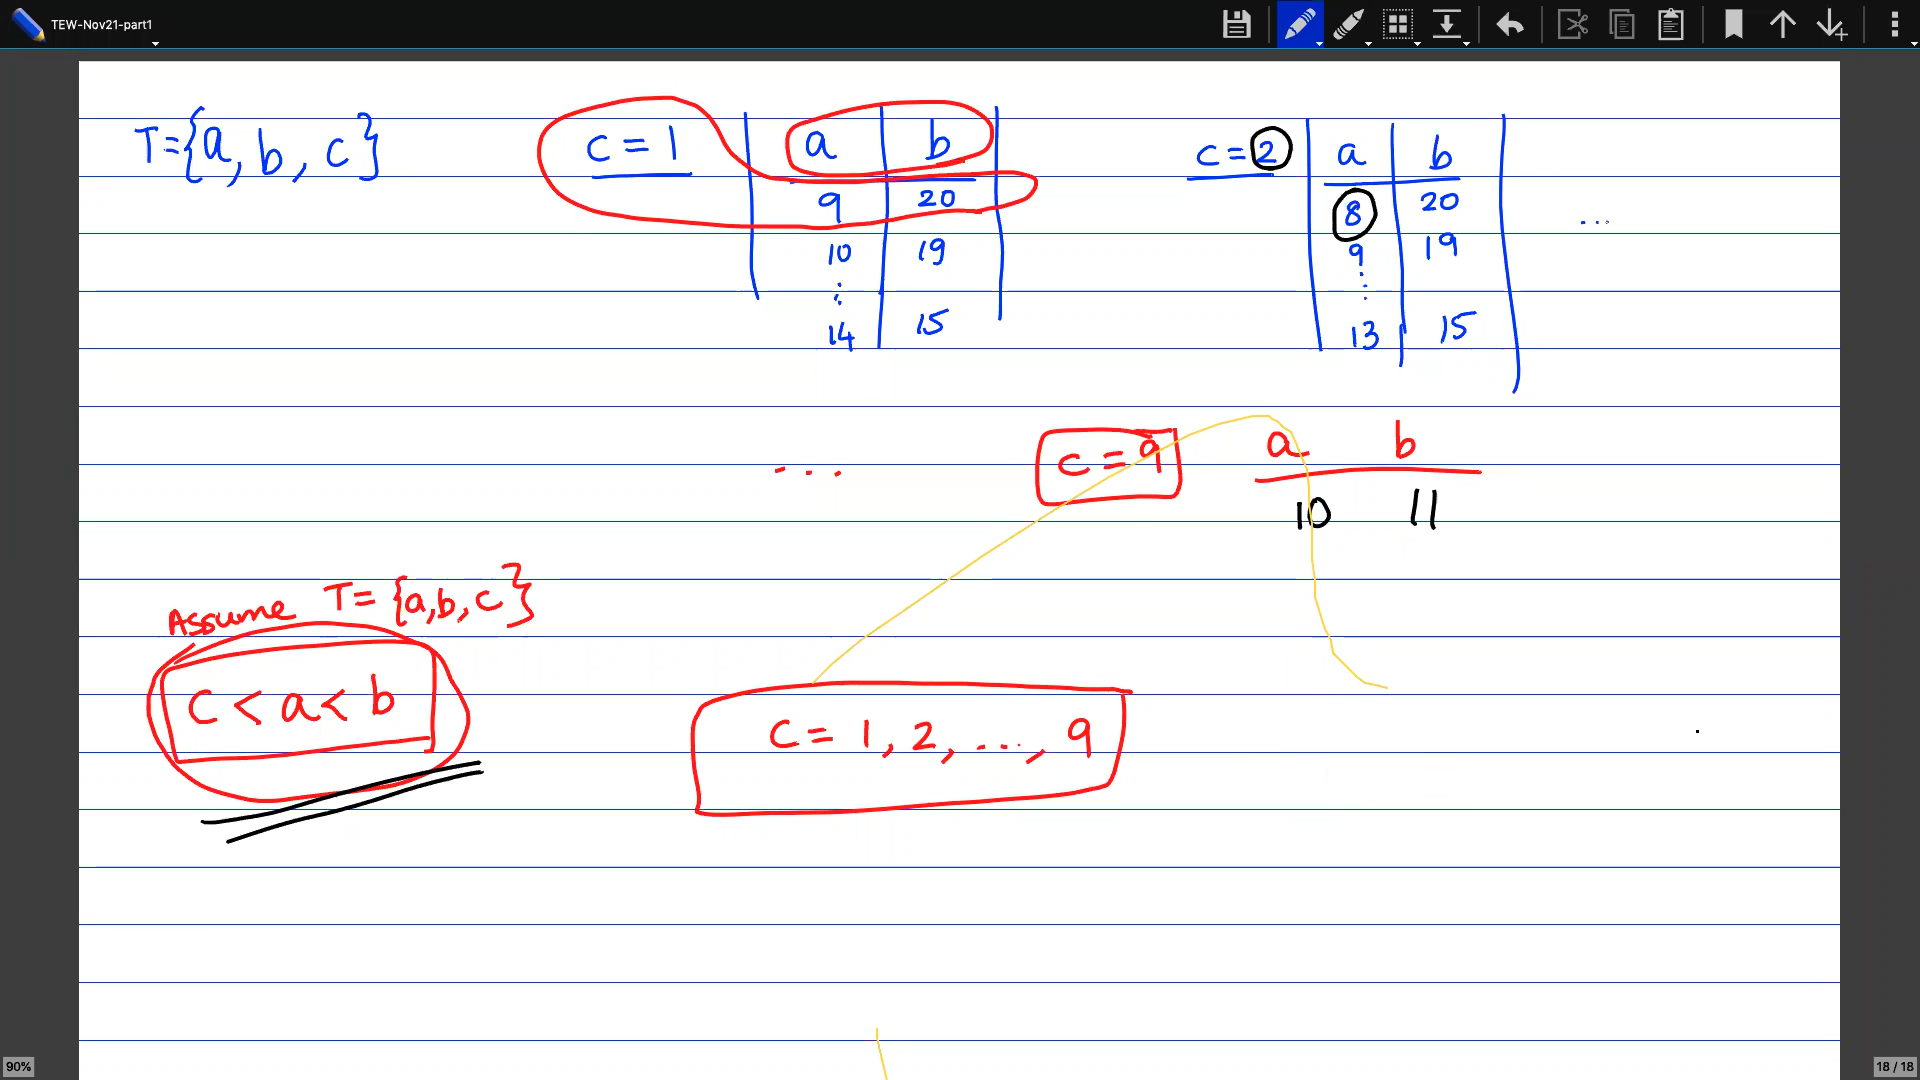 TEW-Nov21-part1
T={a, b, c}
c = 1 a b
9 20
10 19
⋮
14 15
c = 2 a b
8 20
9 19
⋮
13 15
...
... c = 9 a b
10 11
Assume T = {a,b,c}
c < a < b
c = 1, 2, ..., 9
90%
18 / 18